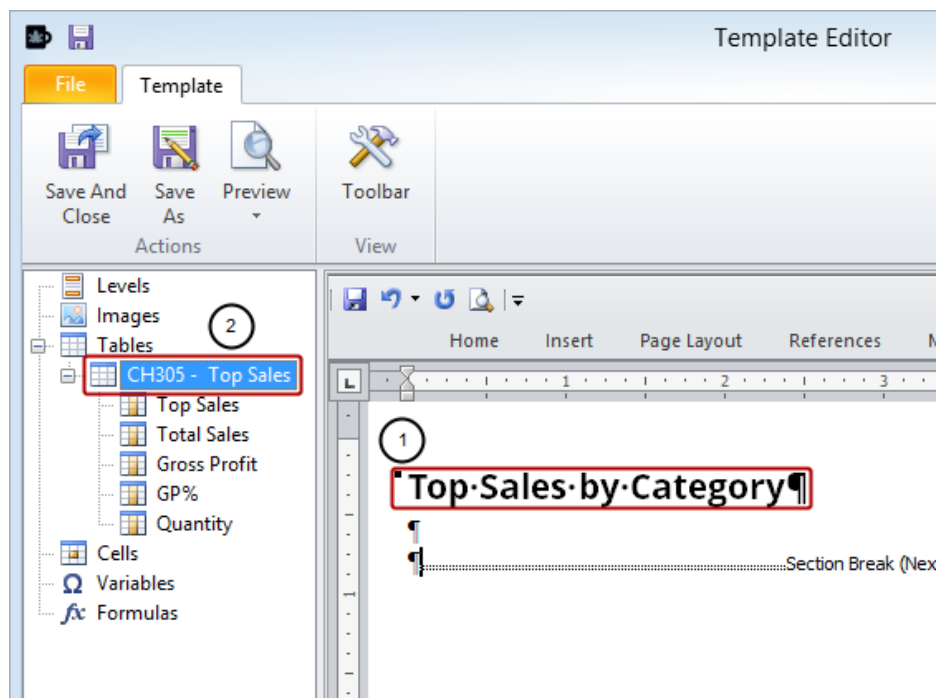 Template Editor
File
Template
Save And
Close
Save
As
Preview
Toolbar
Actions
View
Levels
Images
2
Tables
CH305 - Top Sales
Top Sales
Total Sales
Gross Profit
GP%
Quantity
Cells
Variables
Formulas
fx
Ω
Home
Insert
Page Layout
References
L
1
2
3
1
Top·Sales·by·Category¶
¶
¶
Section Break (Nex
1